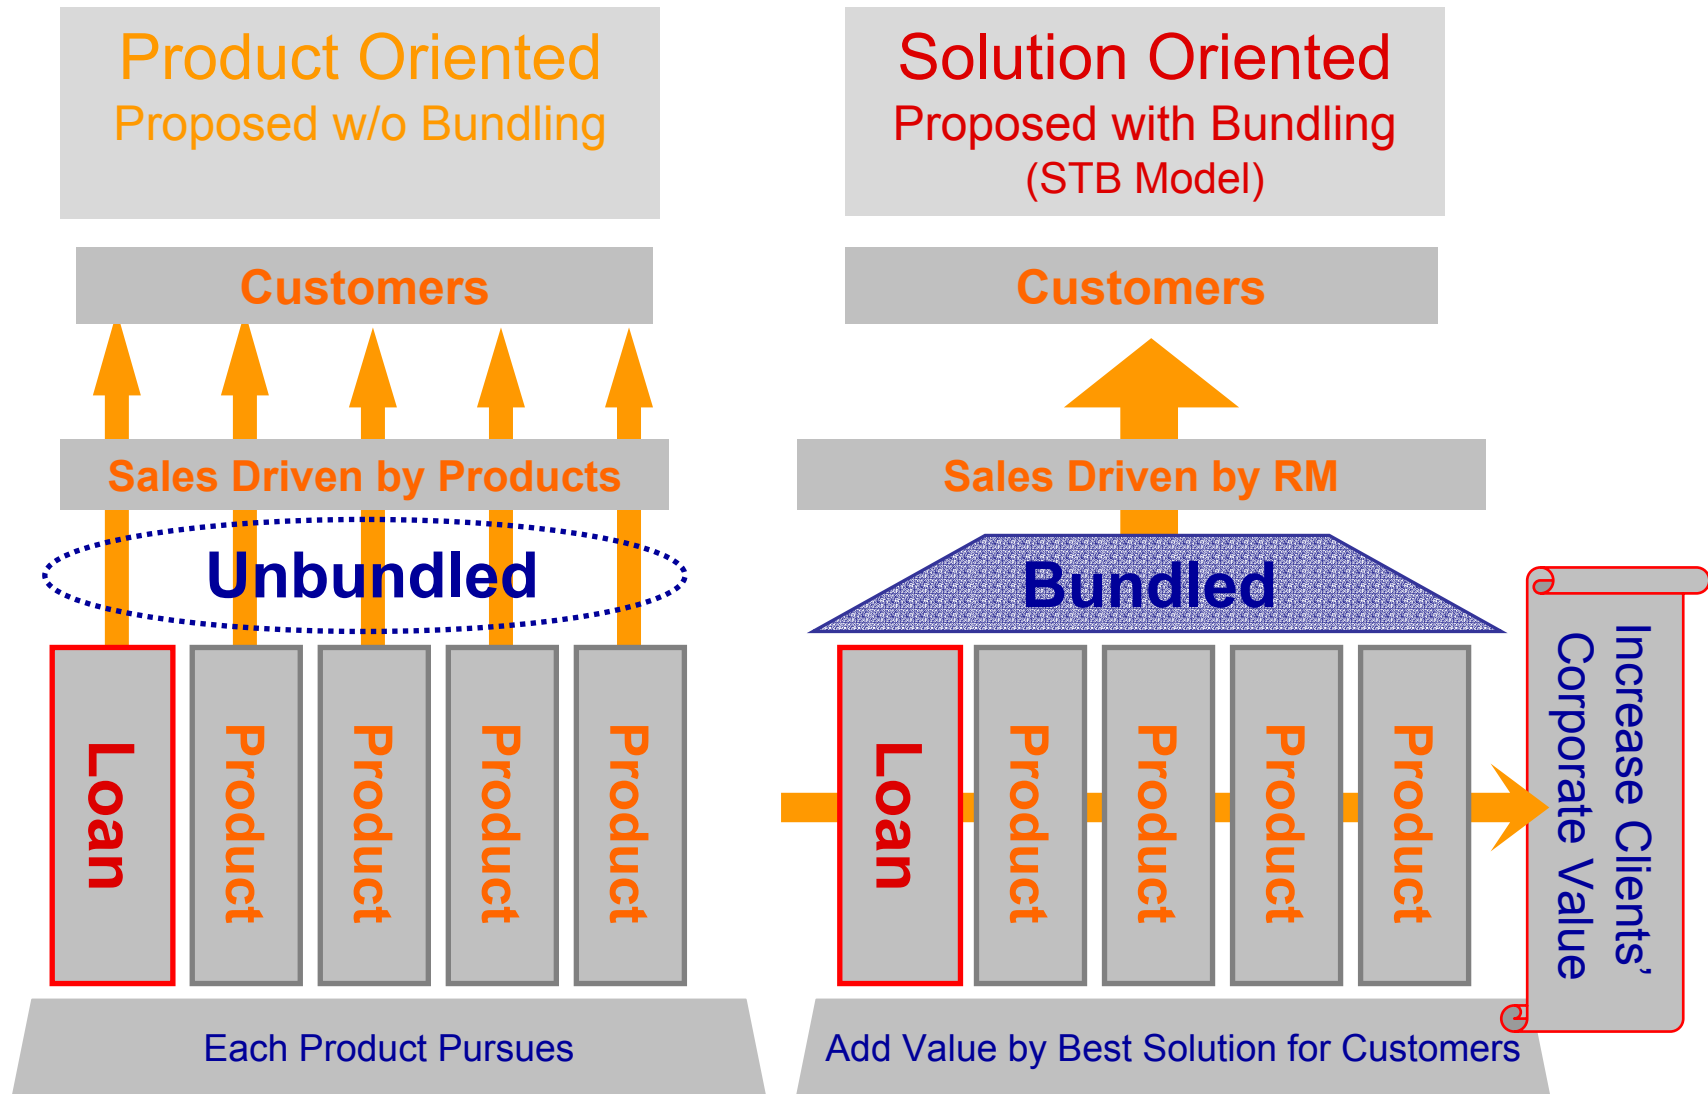 Product Oriented
Proposed w/o Bundling
Customers
Sales Driven by Products
Unbundled
Loan
Product
Product
Product
Product
Each Product Pursues
Solution Oriented
Proposed with Bundling
(STB Model)
Customers
Sales Driven by RM
Bundled
Loan
Product
Product
Product
Product
Increase Clients’
Corporate Value
Add Value by Best Solution for Customers